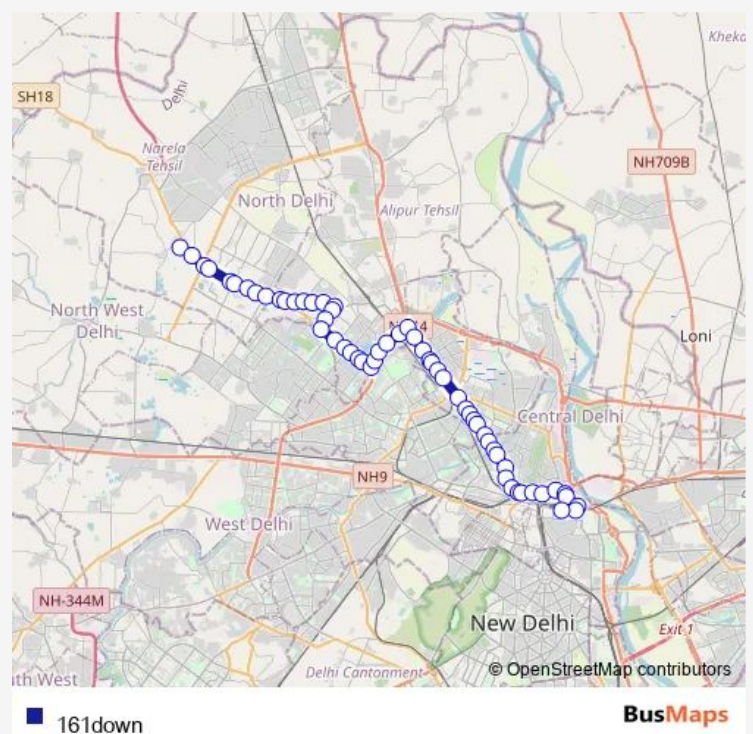 Kheka
SH18
Delhi
Narela
Tehsil
NH709B
North Delhi
Alipur Tehsil
North West
Delhi
Loni
Central Delhi
NH9
West Delhi
NH-344M
New Delhi
Exit 1
th West
Delhi Cantonment
© OpenStreetMap contributors
161down
BusMaps